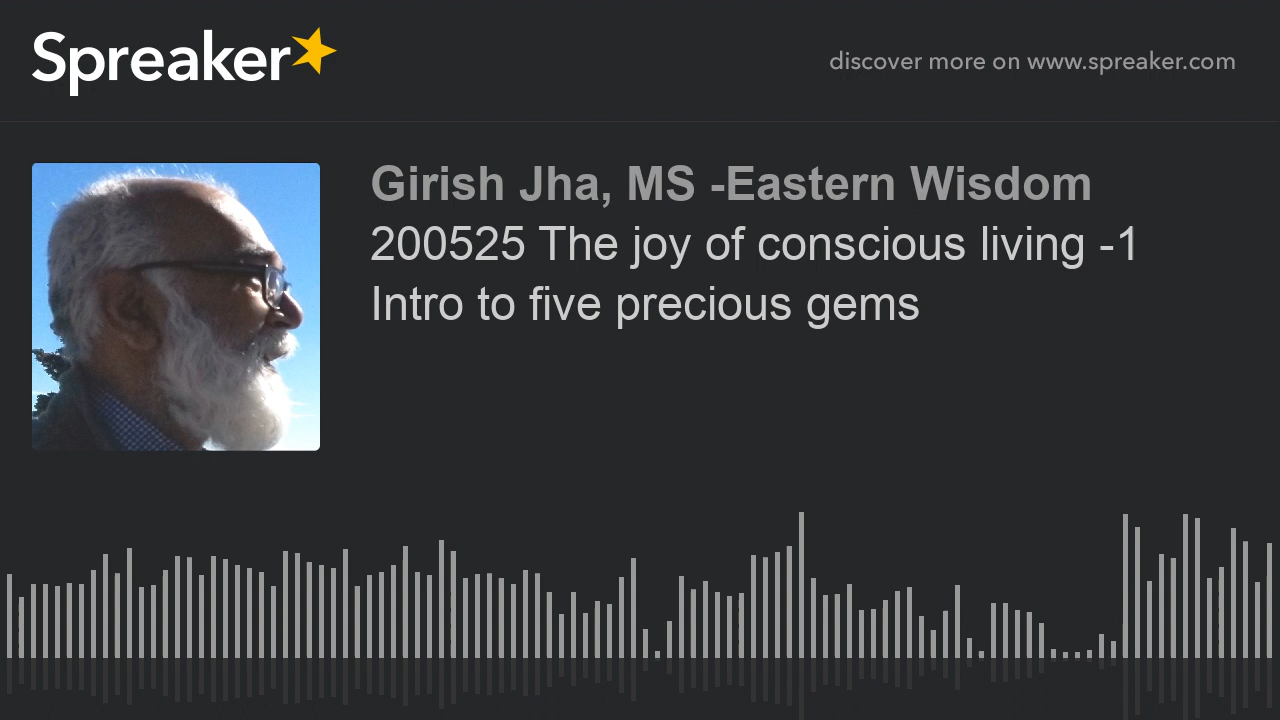 Spreaker
discover more on www.spreaker.com
Girish Jha, MS -Eastern Wisdom
200525 The joy of conscious living -1
Intro to five precious gems